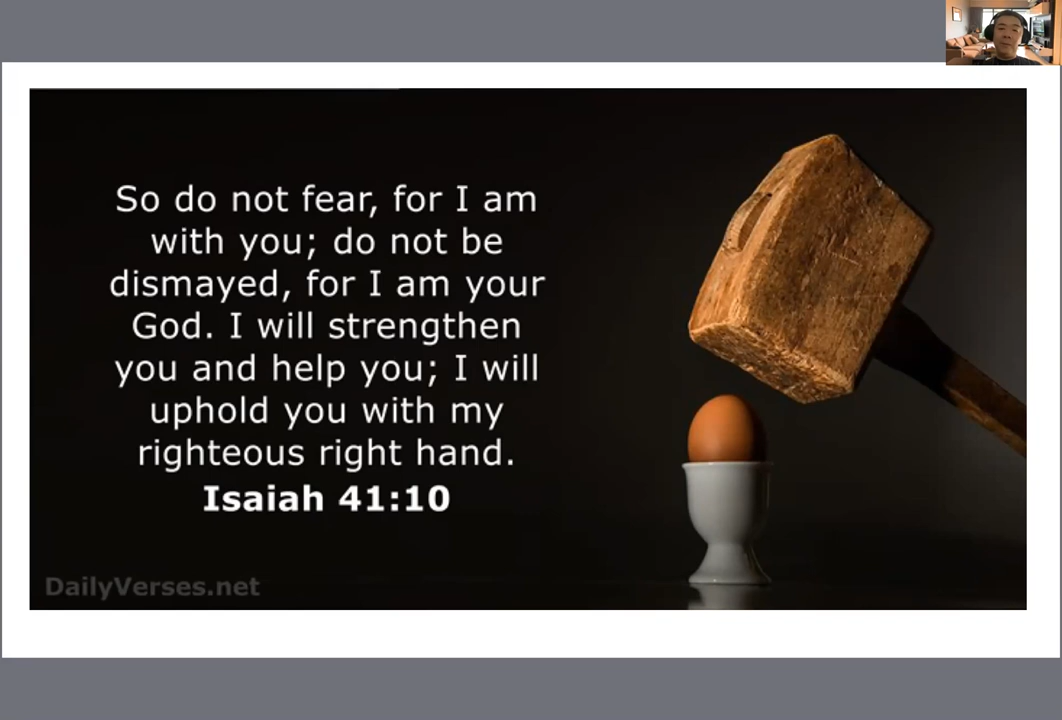 So do not fear, for I am
with you; do not be
dismayed, for I am your
God. I will strengthen
you and help you; I will
uphold you with my
righteous right hand.
Isaiah 41:10
DailyVerses.net